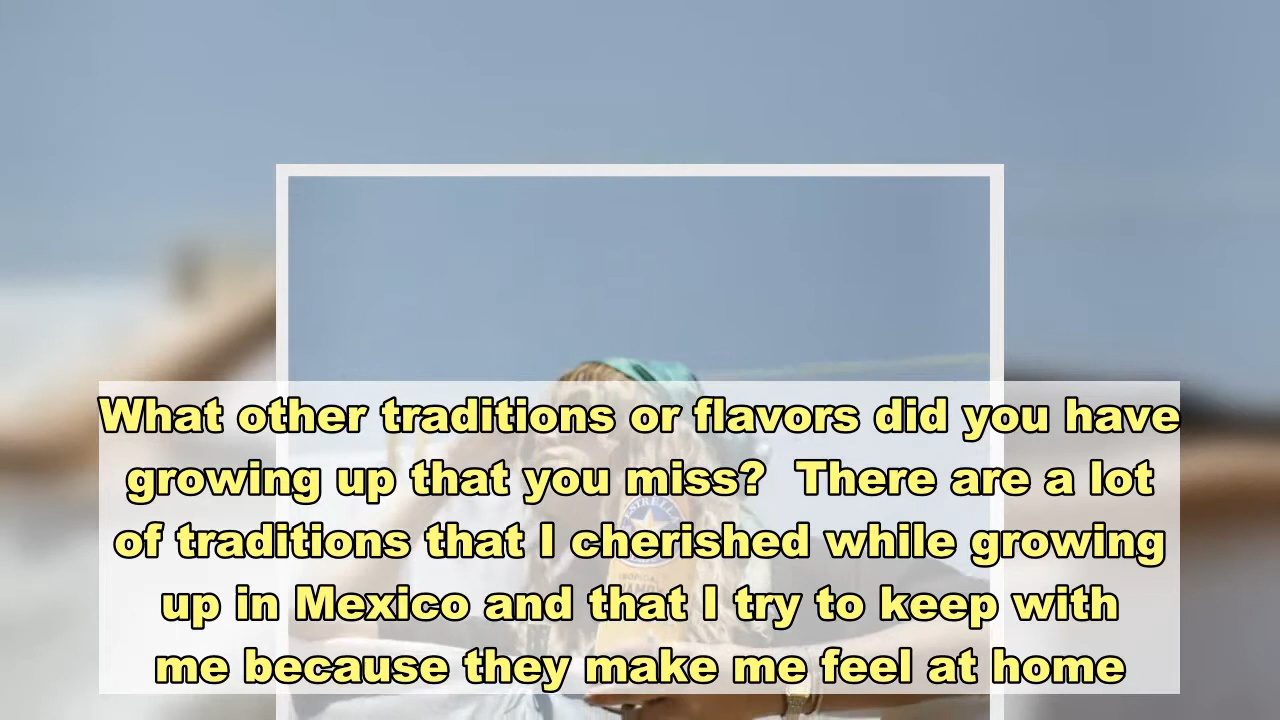 What other traditions or flavors did you have
growing up that you miss?  There are a lot
of traditions that I cherished while growing
up in Mexico and that I try to keep with
me because they make me feel at home
ESTRELLA
TROPICAL